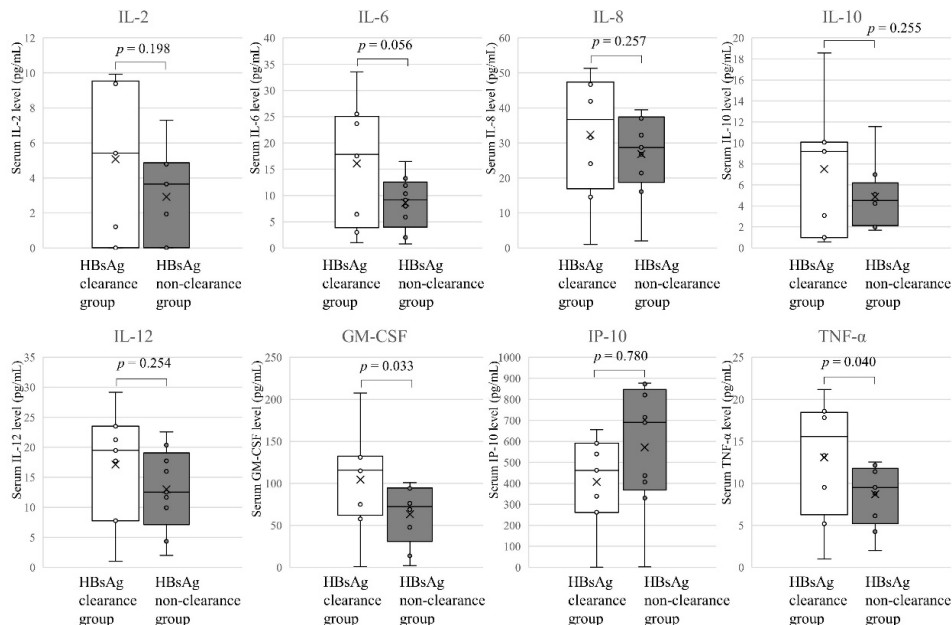 IL-2
Serum IL-2 level (pg/mL)
12
10
8
6
4
2
0
p = 0.198
HBsAg HBsAg
clearance non-clearance
group group
IL-6
Serum IL-6 level (pg/mL)
40
35
30
25
20
15
10
5
0
p = 0.056
HBsAg HBsAg
clearance non-clearance
group group
IL-8
Serum IL-8 level (pg/mL)
60
50
40
30
20
10
0
p = 0.257
HBsAg HBsAg
clearance non-clearance
group group
IL-10
Serum IL-10 level (pg/mL)
20
18
16
14
12
10
8
6
4
2
0
p = 0.255
HBsAg HBsAg
clearance non-clearance
group group
IL-12
Serum IL-12 level (pg/mL)
35
30
25
20
15
10
5
0
p = 0.254
HBsAg HBsAg
clearance non-clearance
group group
GM-CSF
Serum GM-CSF level (pg/mL)
250
200
150
100
50
0
p = 0.033
HBsAg HBsAg
clearance non-clearance
group group
IP-10
Serum IP-10 level (pg/mL)
1000
900
800
700
600
500
400
300
200
100
0
p = 0.780
HBsAg HBsAg
clearance non-clearance
group group
TNF-α
Serum TNF-α level (pg/mL)
25
20
15
10
5
0
p = 0.040
HBsAg HBsAg
clearance non-clearance
group group